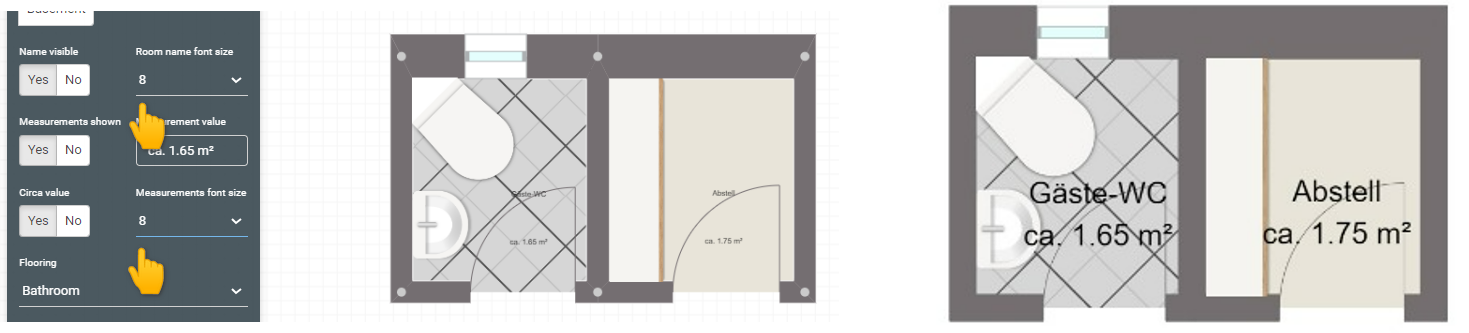 Basement
Name visible
Room name font size
Yes No
8
Measurements shown
Measurement value
Yes No
ca. 1.65 m²
Circa value
Measurements font size
Yes No
8
Flooring
Bathroom
Gäste-WC
ca. 1.65 m²
Abstell
ca. 1.75 m²
Gäste-WC
ca. 1.65 m²
Abstell
ca. 1.75 m²